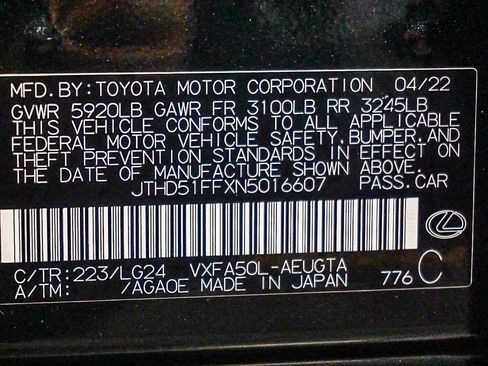 MFD. BY: TOYOTA MOTOR CORPORATION 04/22
GVWR 5920LB GAWR FR 3100LB RR 3245LB
THIS VEHICLE CONFORMS TO ALL APPLICABLE
FEDERAL MOTOR VEHICLE SAFETY, BUMPER, AND
THEFT PREVENTION STANDARDS IN EFFECT ON
THE DATE OF MANUFACTURE SHOWN ABOVE.
JTHD51FFXN5016607 PASS. CAR
C/TR: 223/LG24 VXFA50L-AEUGTA
A/TM: /AGA0E MADE IN JAPAN 776 C